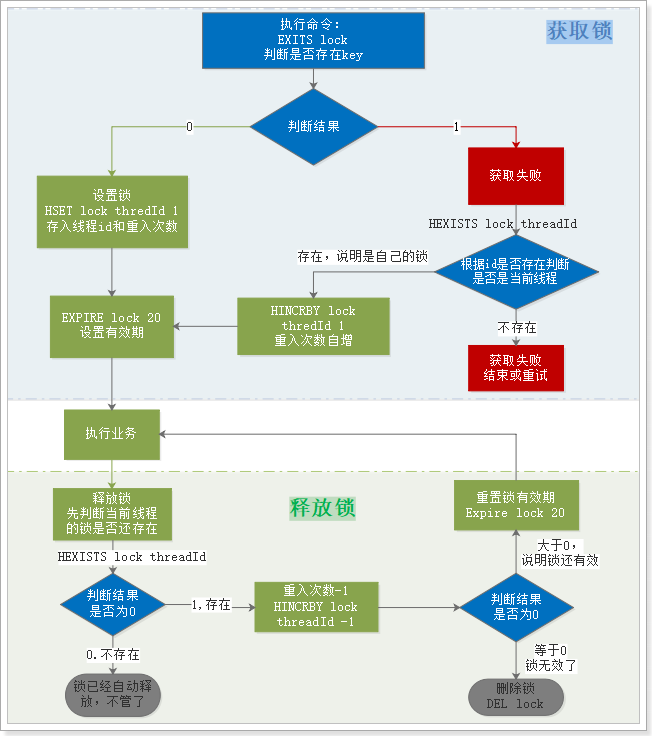 执行命令：
EXITS lock
判断是否存在key
获取锁
判断结果
0
1
设置锁
HSET lock thredId 1
存入线程id和重入次数
获取失败
HEXISTS lock threadId
存在，说明是自己的锁
根据id是否存在判断
是否是当前线程
EXPIRE lock 20
设置有效期
HINCRBY lock
thredId 1
重入次数自增
不存在
获取失败
结束或重试
执行业务
释放锁
先判断当前线程
的锁是否还存在
释放锁
重置锁有效期
Expire lock 20
HEXISTS lock threadId
大于0，
说明锁还有效
判断结果
是否为0
1,存在
重入次数-1
HINCRBY lock
threadId -1
判断结果
是否为0
0.不存在
等于0
锁无效了
锁已经自动释
放，不管了
删除锁
DEL lock